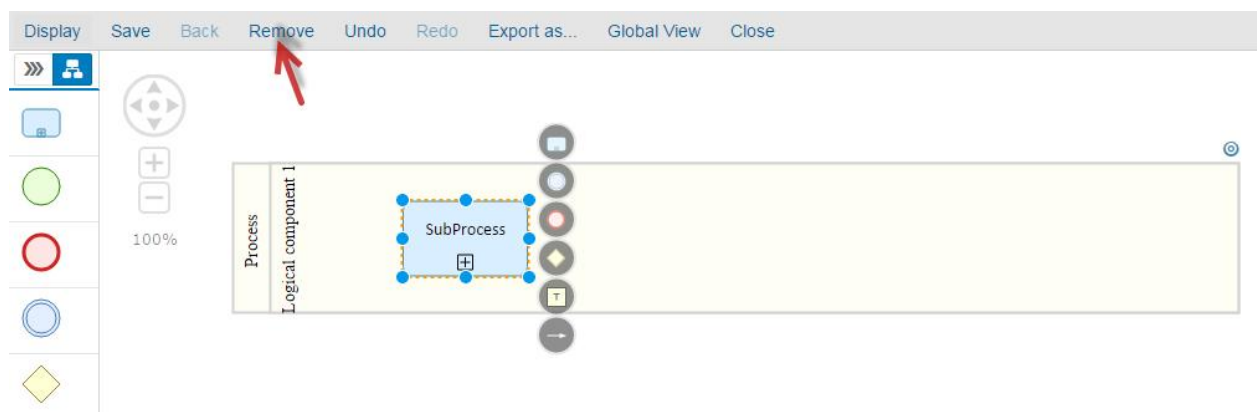 Display Save Back Remove Undo Redo Export as... Global View Close
100%
Process
Logical component 1
SubProcess
T